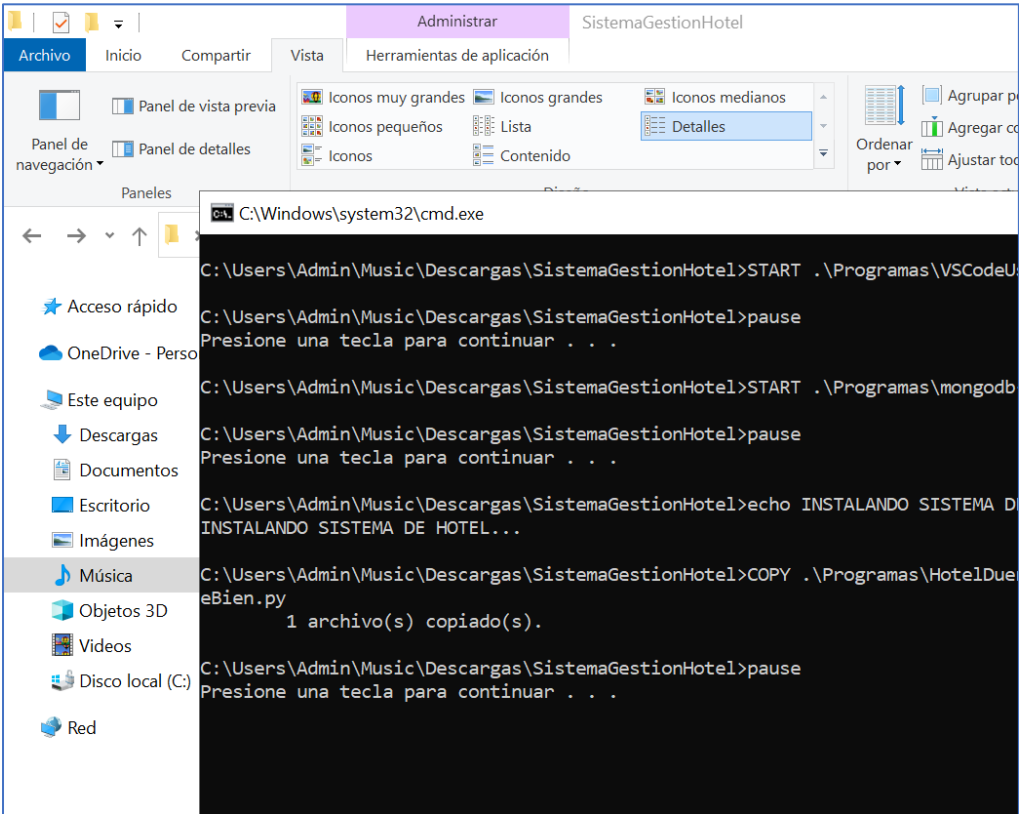 Administrar SistemaGestionHotel
Archivo Inicio Compartir Vista Herramientas de aplicación
Panel de navegación
Panel de vista previa
Panel de detalles
Paneles
Iconos muy grandes Iconos grandes Iconos medianos
Iconos pequeños Lista Detalles
Iconos Contenido
Ordenar por
Agrupar
Agregar
Ajustar
C:\Windows\system32\cmd.exe
Acceso rápido
OneDrive - Perso
Este equipo
Descargas
Documentos
Escritorio
Imágenes
Música
Objetos 3D
Videos
Disco local (C:)
Red
C:\Users\Admin\Music\Descargas\SistemaGestionHotel>START .\Programas\VSCodeU
C:\Users\Admin\Music\Descargas\SistemaGestionHotel>pause
Presione una tecla para continuar . . .
C:\Users\Admin\Music\Descargas\SistemaGestionHotel>START .\Programas\mongodb
C:\Users\Admin\Music\Descargas\SistemaGestionHotel>pause
Presione una tecla para continuar . . .
C:\Users\Admin\Music\Descargas\SistemaGestionHotel>echo INSTALANDO SISTEMA D
INSTALANDO SISTEMA DE HOTEL...
C:\Users\Admin\Music\Descargas\SistemaGestionHotel>COPY .\Programas\HotelDue
eBien.py
1 archivo(s) copiado(s).
C:\Users\Admin\Music\Descargas\SistemaGestionHotel>pause
Presione una tecla para continuar . . .